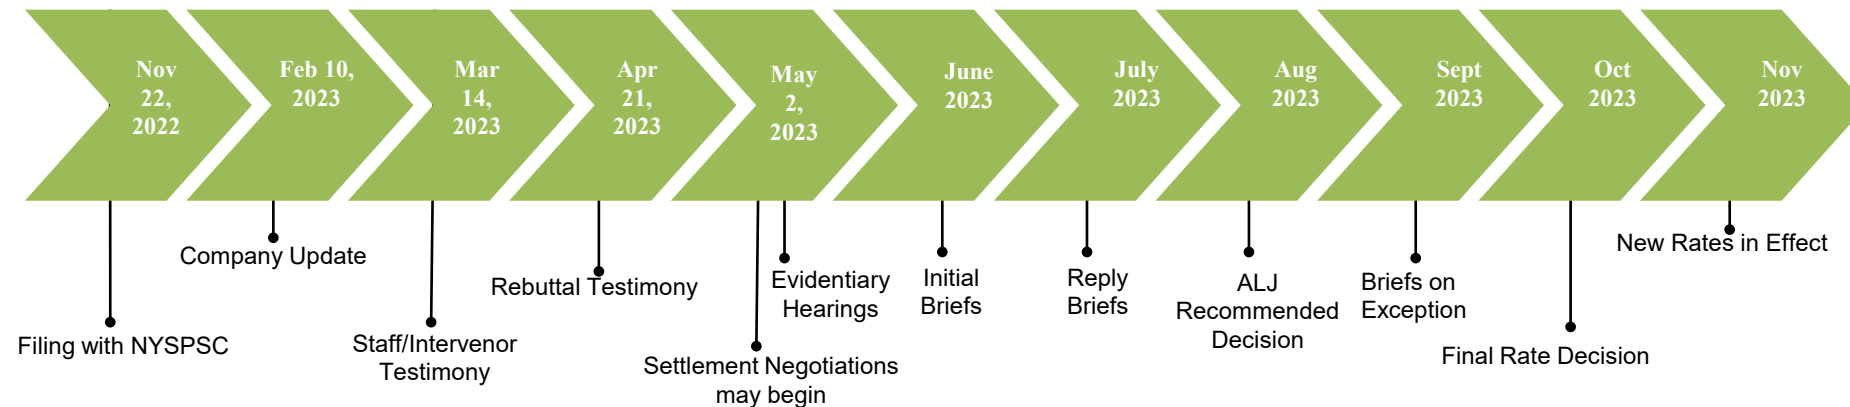 Nov
22,
2022
Feb 10,
2023
Mar
14,
2023
Apr
21,
2023
May
2,
2023
June
2023
July
2023
Aug
2023
Sept
2023
Oct
2023
Nov
2023
Filing with NYSPSC
Company Update
Staff/Intervenor
Testimony
Rebuttal Testimony
Settlement Negotiations
may begin
Evidentiary
Hearings
Initial
Briefs
Reply
Briefs
ALJ
Recommended
Decision
Briefs on
Exception
Final Rate Decision
New Rates in Effect